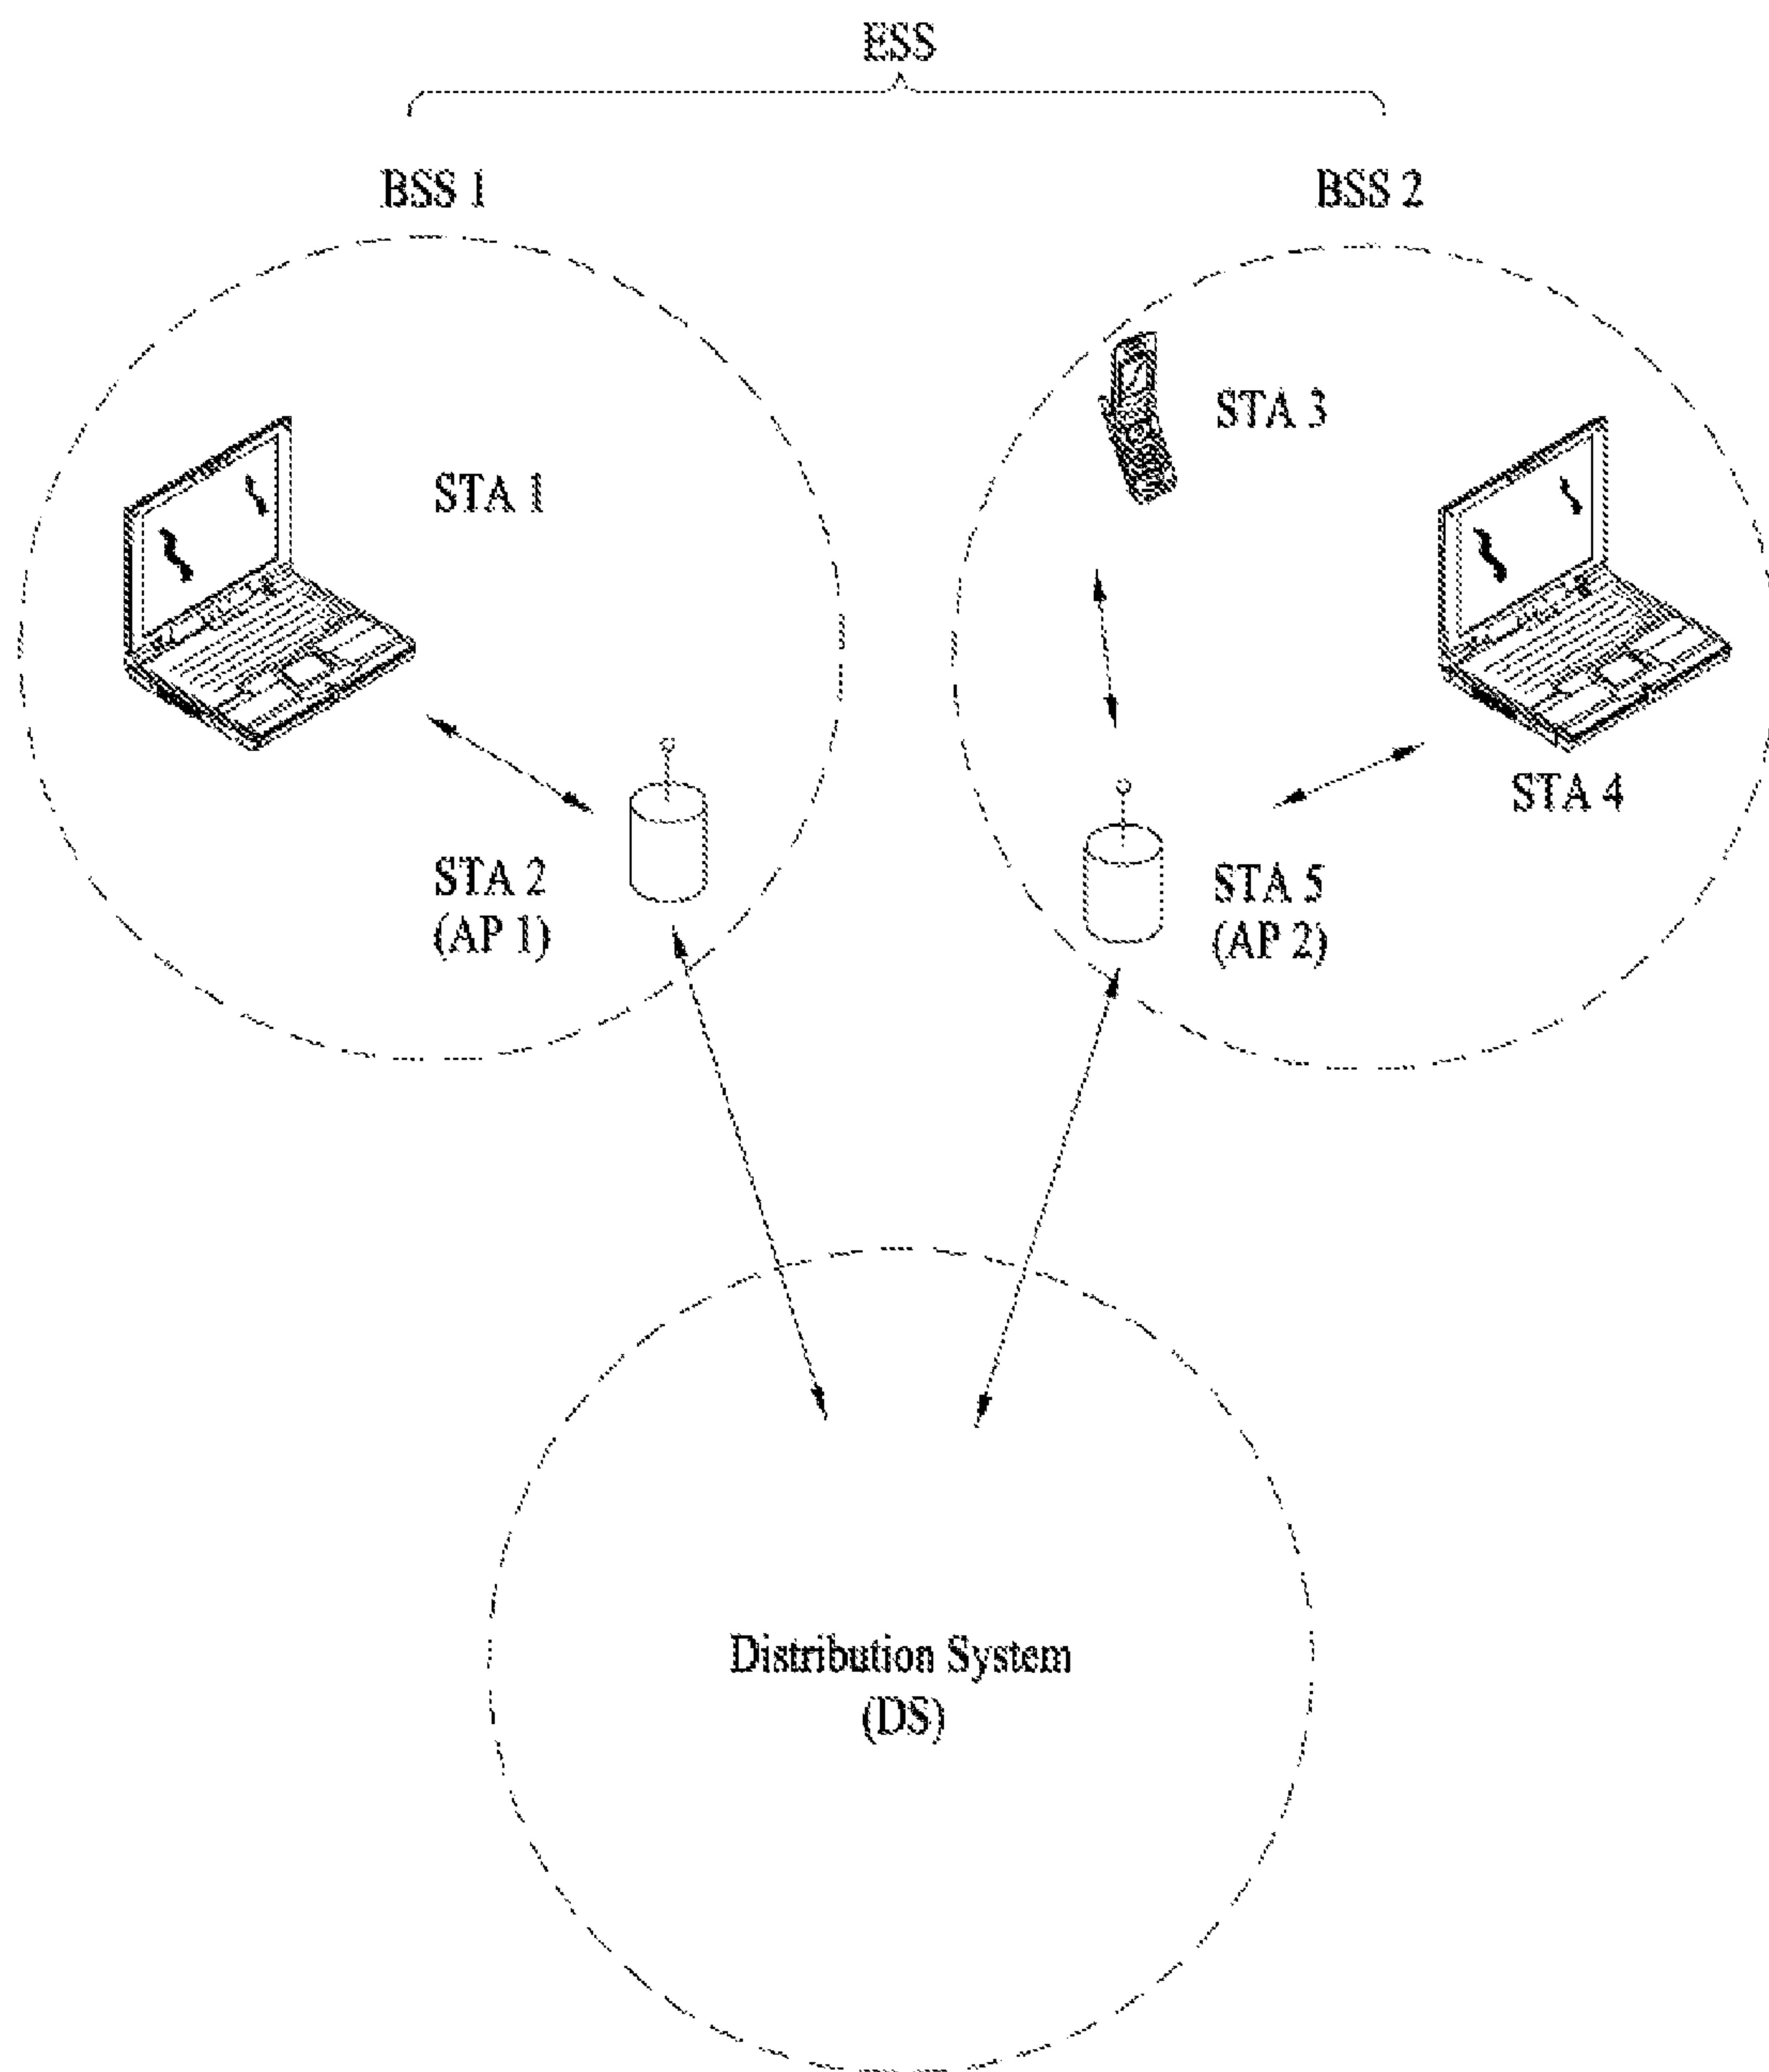 ESS
BSS 1
BSS 2
STA 3
STA 1
STA 4
STA 2
(AP 1)
STA 5
(AP 2)
Distribution System
(DS)